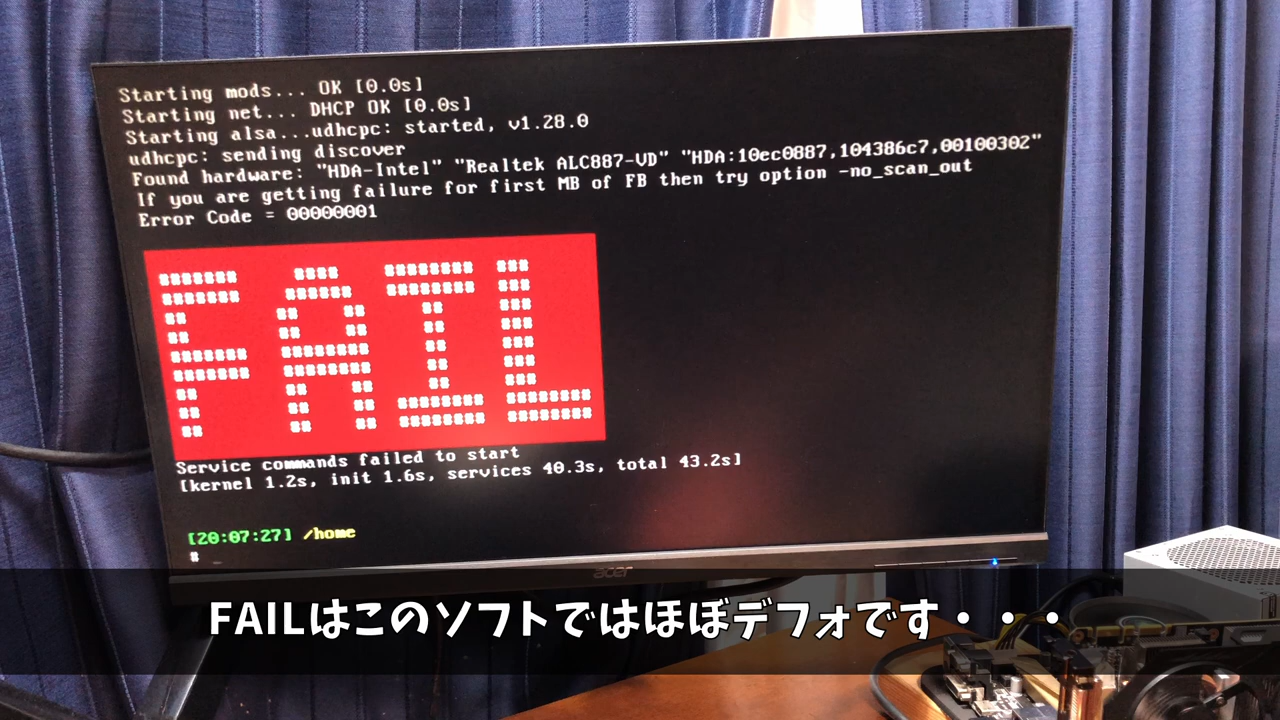 Starting mods... OK [0.0s]
Starting net... DHCP OK [0.0s]
Starting alsa...udhcpc: started, v1.28.0
udhcpc: sending discover
Found hardware: "HDA-Intel" "Realtek ALC887-VD" "HDA:10ec0887,104386c7,00100302"
If you are getting failure for first MB of FB then try option -no_scan_out
Error Code = 00000001
FAIL
Service commands failed to start
[kernel 1.2s, init 1.6s, services 40.3s, total 43.2s]
[20:07:27] /home
#
acer
FAILはこのソフトではほぼデフォです・・・